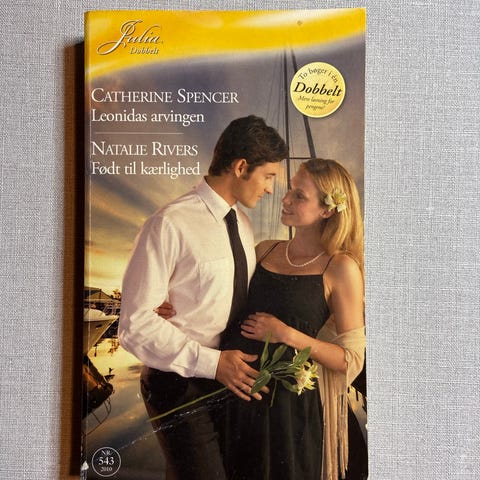 Julia
Dobbelt
CATHERINE SPENCER
Leonidas arvingen
NATALIE RIVERS
Født til kærlighed
To bøger i én
Dobbelt
Mere læsning for
pengene!
NR.
543
2010